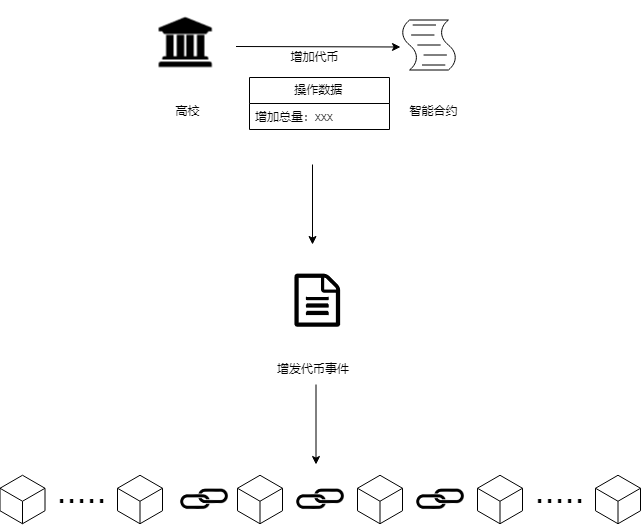 增加代币
操作数据
增加总量：xxx
高校
智能合约
增发代币事件